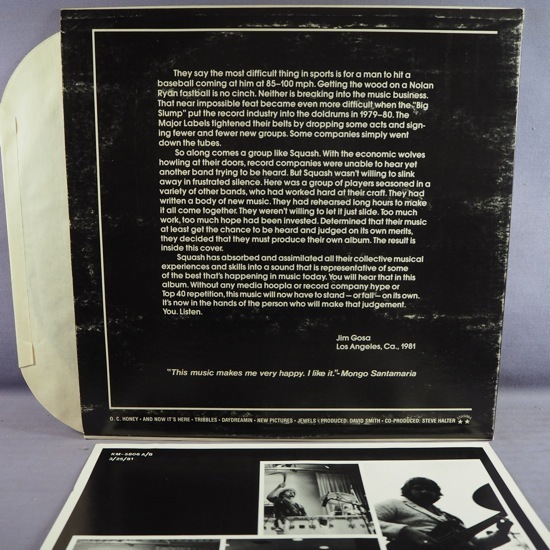 They say the most difficult thing in sports is for a man to hit a
baseball coming at him at 85-100 mph. Getting the wood on a Nolan
Ryan fastball is no cinch. Neither is breaking into the music business.
That near impossible feat became even more difficult when the "Big
Slump" put the record industry into the doldrums in 1979-80. The
Major Labels tightened their belts by dropping some acts and sign-
ing fewer and fewer new groups. Some companies simply went
down the tubes.
So along comes a group like Squash. With the economic wolves
howling at their doors, record companies were unable to hear yet
another band trying to be heard. But Squash wasn't willing to slink
away in frustrated silence. Here was a group of players seasoned in a
variety of other bands, who had worked hard at their craft. They had
written a body of new music. They had rehearsed long hours to make
it all come together. They weren't willing to let it just slide. Too much
work, too much hope had been invested. Determined that their music
at least get the chance to be heard and judged on its own merits,
they decided that they must produce their own album. The result is
inside this cover.
Squash has absorbed and assimilated all their collective musical
experiences and skills into a sound that is representative of some
of the best that's happening in music today. You will hear that in this
album. Without any media hoopla or record company hype or
Top 40 repetition, this music will now have to stand — or fall — on its own.
It's now in the hands of the person who will make that judgement.
You. Listen.
Jim Gosa
Los Angeles, Ca., 1981
"This music makes me very happy. I like it."-Mongo Santamaria
O. C. HONEY • AND NOW IT'S HERE • TRIBBLES • DAYDREAMIN • NEW PICTURES • JEWELS • PRODUCED: DAVID SMITH • CO-PRODUCED: STEVE HALTER
KM-5806 A/B
3/25/81